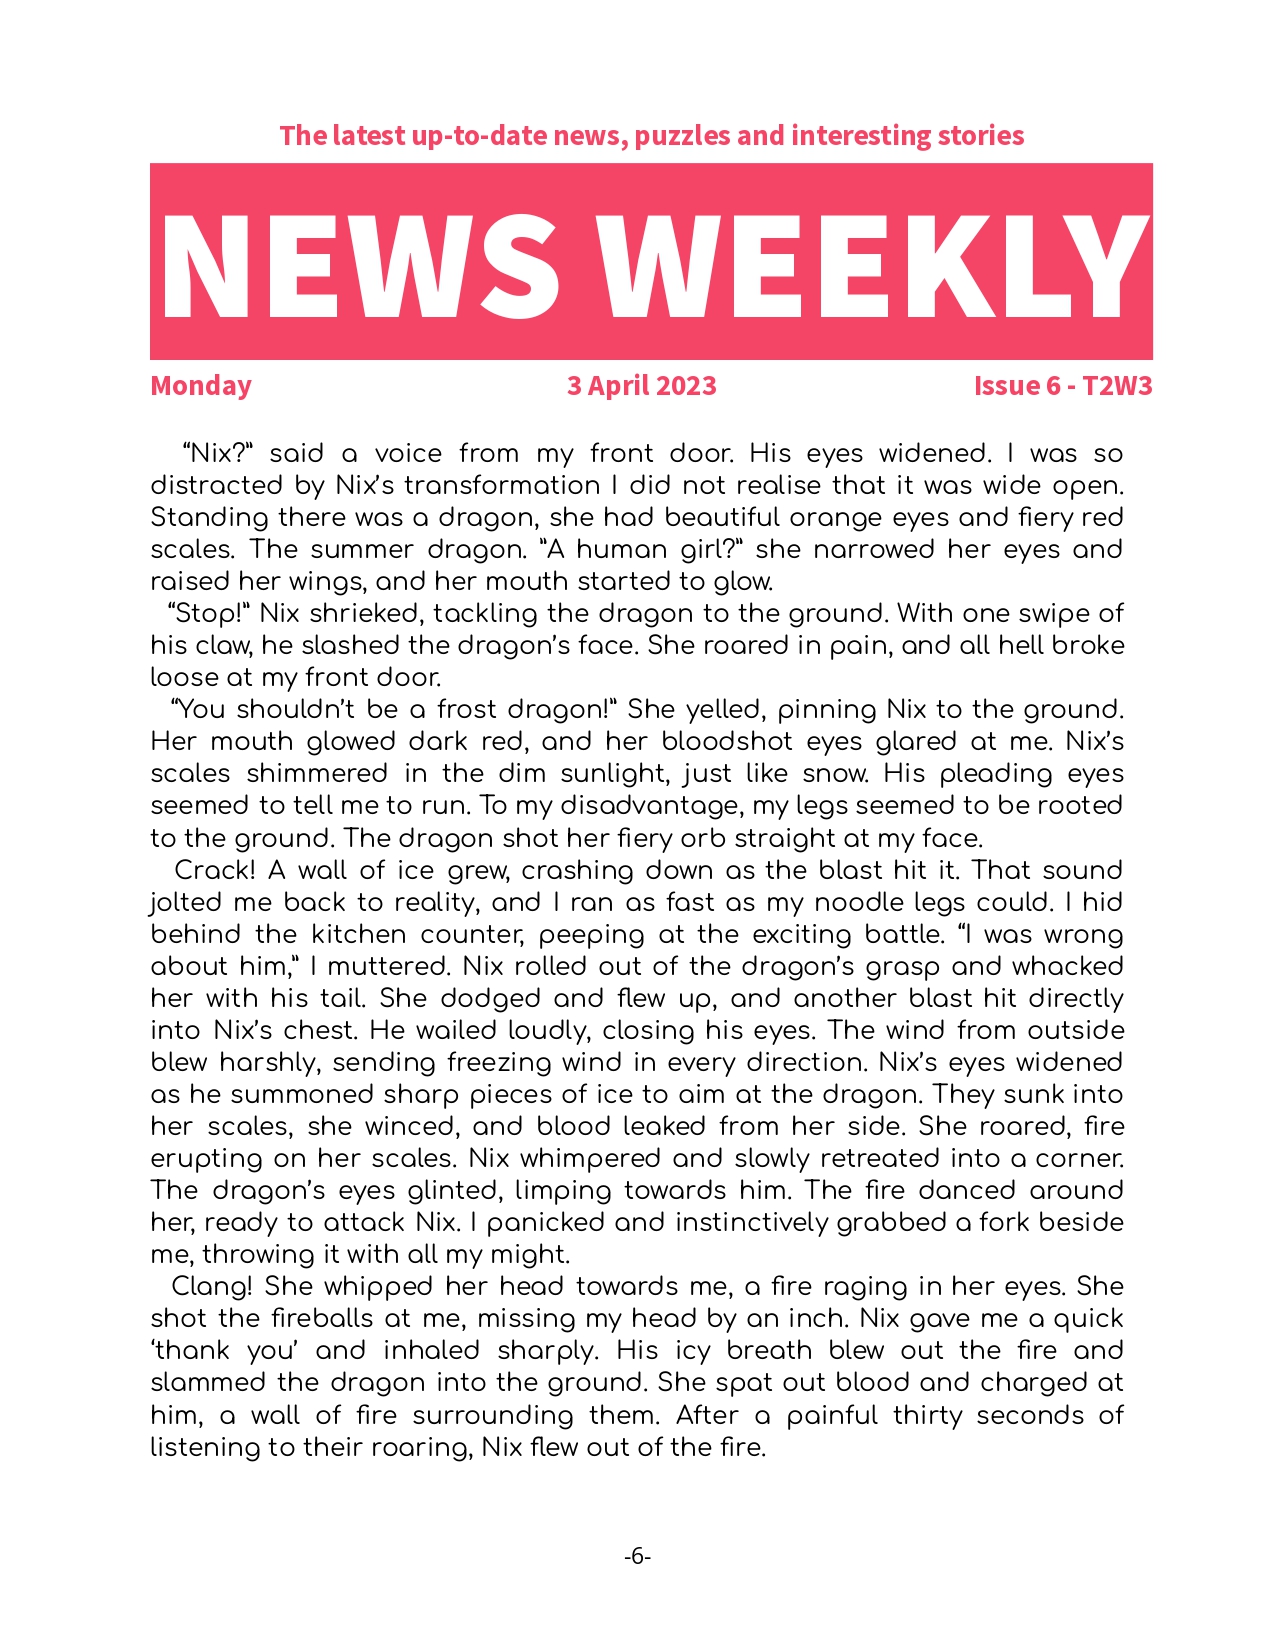 The latest up-to-date news, puzzles and interesting stories
NEWS WEEKLY
Monday 3 April 2023 Issue 6 - T2W3
“Nix?” said a voice from my front door. His eyes widened. I was so
distracted by Nix’s transformation I did not realise that it was wide open.
Standing there was a dragon, she had beautiful orange eyes and fiery red
scales. The summer dragon. ”A human girl?” she narrowed her eyes and
raised her wings, and her mouth started to glow.
“Stop!” Nix shrieked, tackling the dragon to the ground. With one swipe of
his claw, he slashed the dragon’s face. She roared in pain, and all hell broke
loose at my front door.
“You shouldn’t be a frost dragon!” She yelled, pinning Nix to the ground.
Her mouth glowed dark red, and her bloodshot eyes glared at me. Nix’s
scales shimmered in the dim sunlight, just like snow. His pleading eyes
seemed to tell me to run. To my disadvantage, my legs seemed to be rooted
to the ground. The dragon shot her fiery orb straight at my face.
Crack! A wall of ice grew, crashing down as the blast hit it. That sound
jolted me back to reality, and I ran as fast as my noodle legs could. I hid
behind the kitchen counter, peeping at the exciting battle. “I was wrong
about him,” I muttered. Nix rolled out of the dragon’s grasp and whacked
her with his tail. She dodged and flew up, and another blast hit directly
into Nix’s chest. He wailed loudly, closing his eyes. The wind from outside
blew harshly, sending freezing wind in every direction. Nix’s eyes widened
as he summoned sharp pieces of ice to aim at the dragon. They sunk into
her scales, she winced, and blood leaked from her side. She roared, fire
erupting on her scales. Nix whimpered and slowly retreated into a corner.
The dragon’s eyes glinted, limping towards him. The fire danced around
her, ready to attack Nix. I panicked and instinctively grabbed a fork beside
me, throwing it with all my might.
Clang! She whipped her head towards me, a fire raging in her eyes. She
shot the fireballs at me, missing my head by an inch. Nix gave me a quick
‘thank you’ and inhaled sharply. His icy breath blew out the fire and
slammed the dragon into the ground. She spat out blood and charged at
him, a wall of fire surrounding them. After a painful thirty seconds of
listening to their roaring, Nix flew out of the fire.
-6-